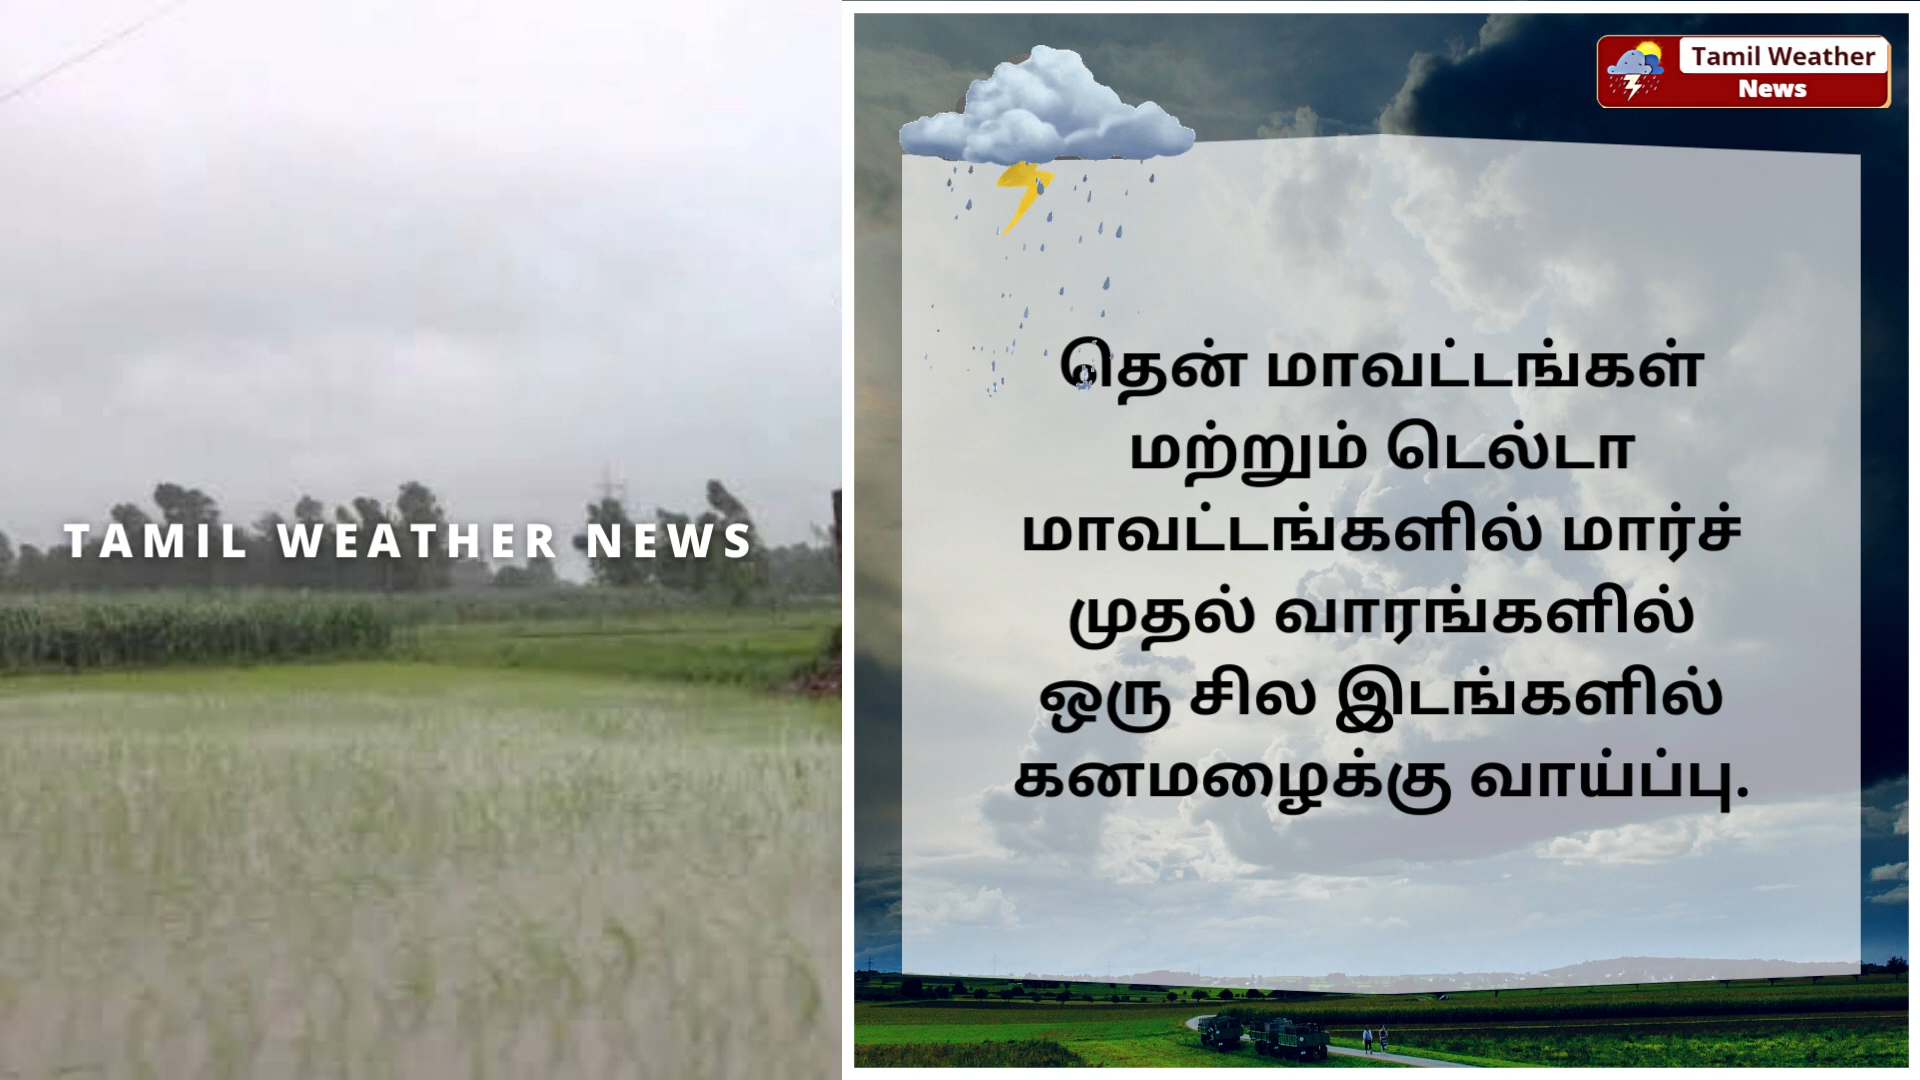 TAMIL WEATHER NEWS
Tamil Weather
News
தென் மாவட்டங்கள்
மற்றும் டெல்டா
மாவட்டங்களில் மார்ச்
முதல் வாரங்களில்
ஒரு சில இடங்களில்
கனமழைக்கு வாய்ப்பு.